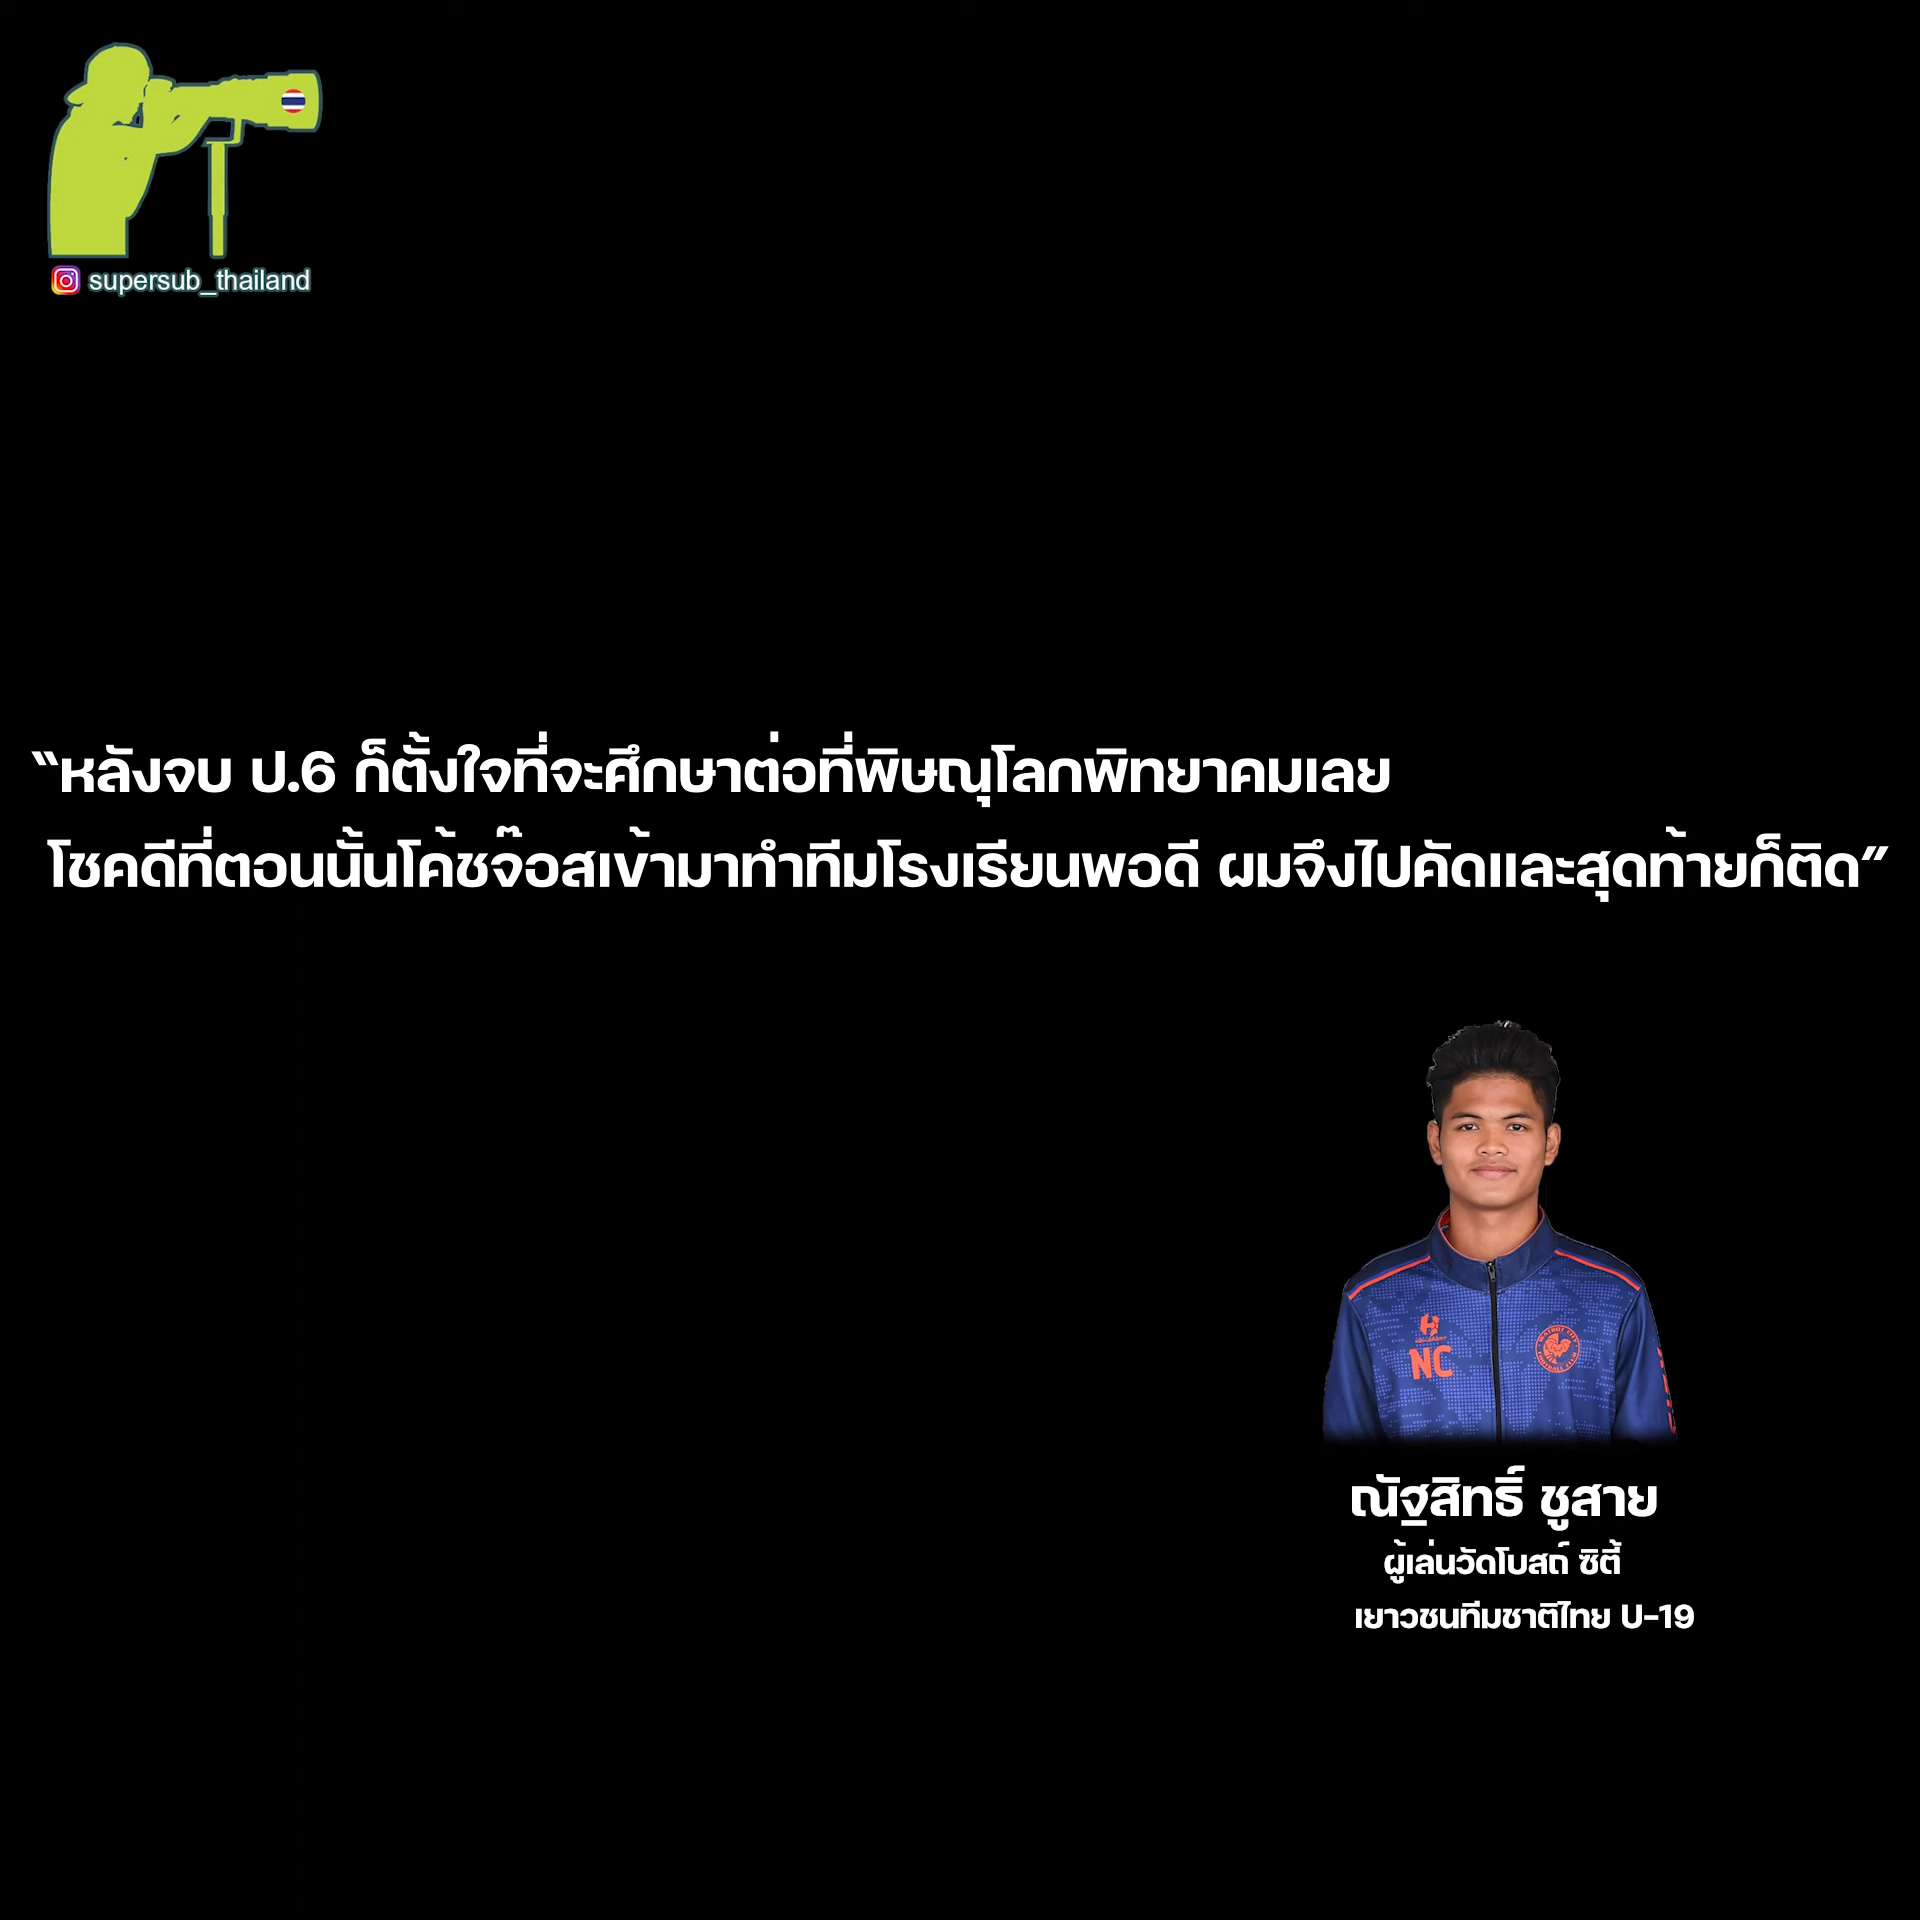 supersub_thailand
“หลังจบ ป.6 ก็ตั้งใจที่จะศึกษาต่อที่พิษณุโลกพิทยาคมเลย
โชคดีที่ตอนนั้นโค้ชจ๊อสเข้ามาทำทีมโรงเรียนพอดี ผมจึงไปคัดและสุดท้ายก็ติด”
NC
ณัฐสิทธิ์ ชูสาย
ผู้เล่นวัดโบสถ์ ซิตี้
เยาวชนทีมชาติไทย U-19